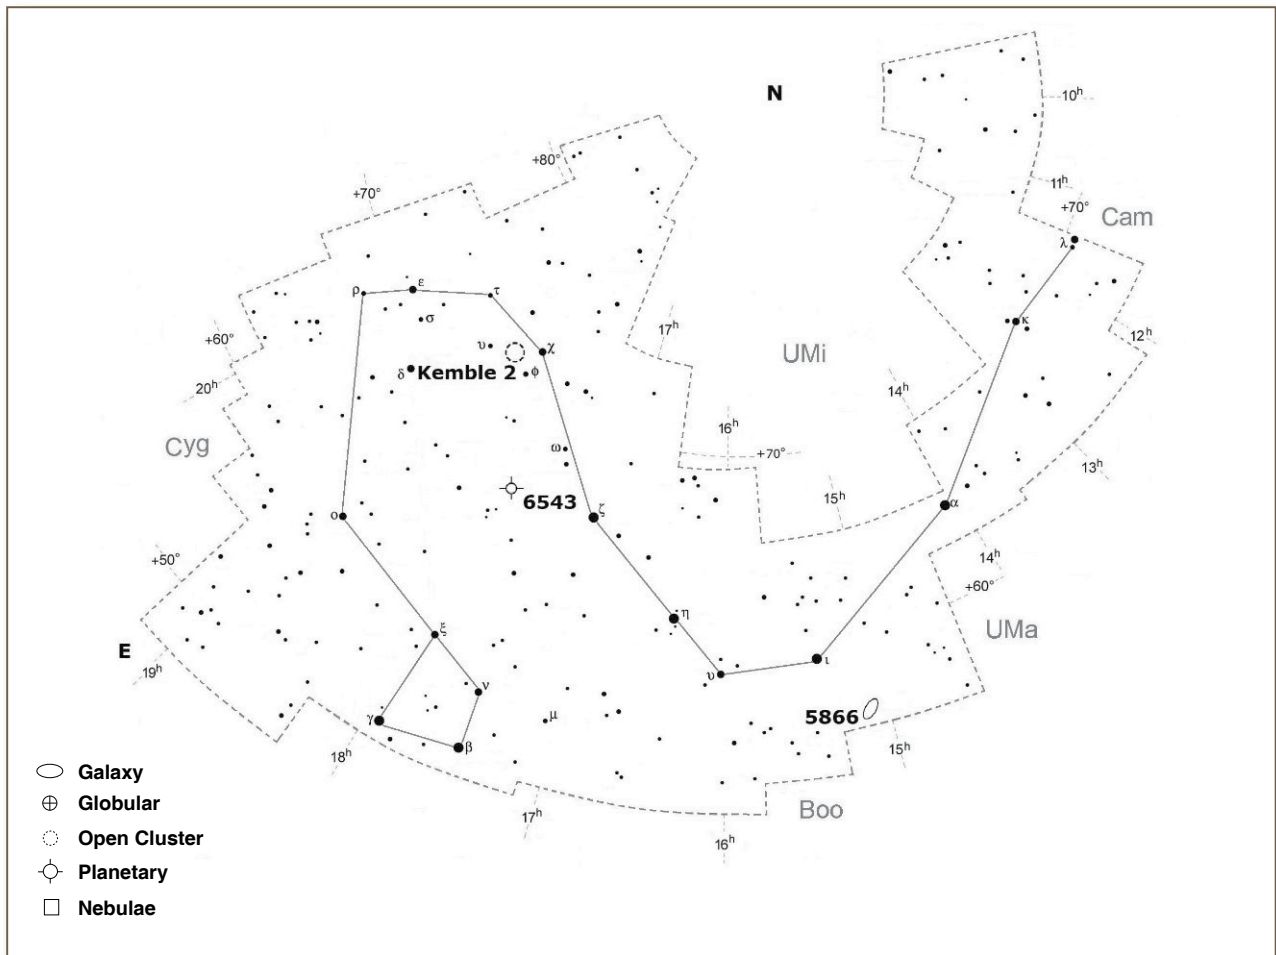 N
10h
+80°
11h
+70°
+70°
Cam
λ
ρ
ε
τ
σ
17h
κ
12h
+60°
υ
χ
UMi
20h
δ
Kemble 2
φ
14h
16h
Cyg
ω
+70°
13h
15h
6543
ζ
α
ο
+50°
14h
+60°
η
UMa
ξ
E
19h
υ
ι
ν
γ
μ
5866
β
18h
15h
Galaxy
Globular
17h
Boo
Open Cluster
16h
Planetary
Nebulae